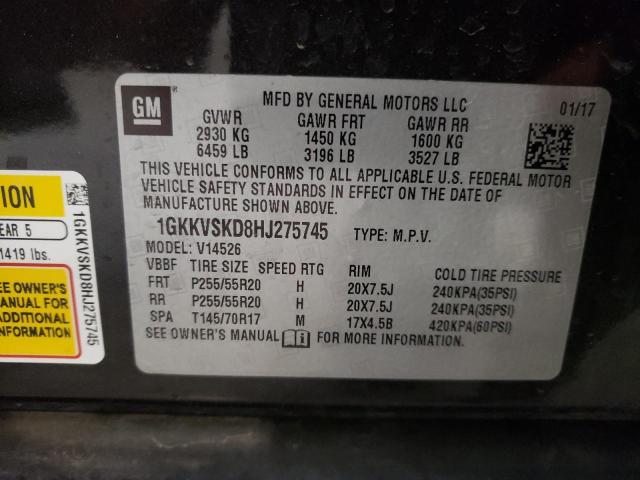 GM
MFD BY GENERAL MOTORS LLC
01/17
GVWR GAWR FRT GAWR RR
2930 KG 1450 KG 1600 KG
6459 LB 3196 LB 3527 LB
THIS VEHICLE CONFORMS TO ALL APPLICABLE U.S. FEDERAL MOTOR
VEHICLE SAFETY STANDARDS IN EFFECT ON THE DATE OF
MANUFACTURE SHOWN ABOVE.
1GKKVSKD8HJ275745 TYPE: M.P.V.
MODEL: V14526
VBBF TIRE SIZE SPEED RTG RIM COLD TIRE PRESSURE
FRT P255/55R20 H 20X7.5J 240KPA(35PSI)
RR P255/55R20 H 20X7.5J 240KPA(35PSI)
SPA T145/70R17 M 17X4.5B 420KPA(60PSI)
SEE OWNER'S MANUAL FOR MORE INFORMATION.
TION
EAR 5
1419 lbs.
EE OWNER'S
MANUAL FOR
ADDITIONAL
FORMATION
1GKKVSKD8HJ275745